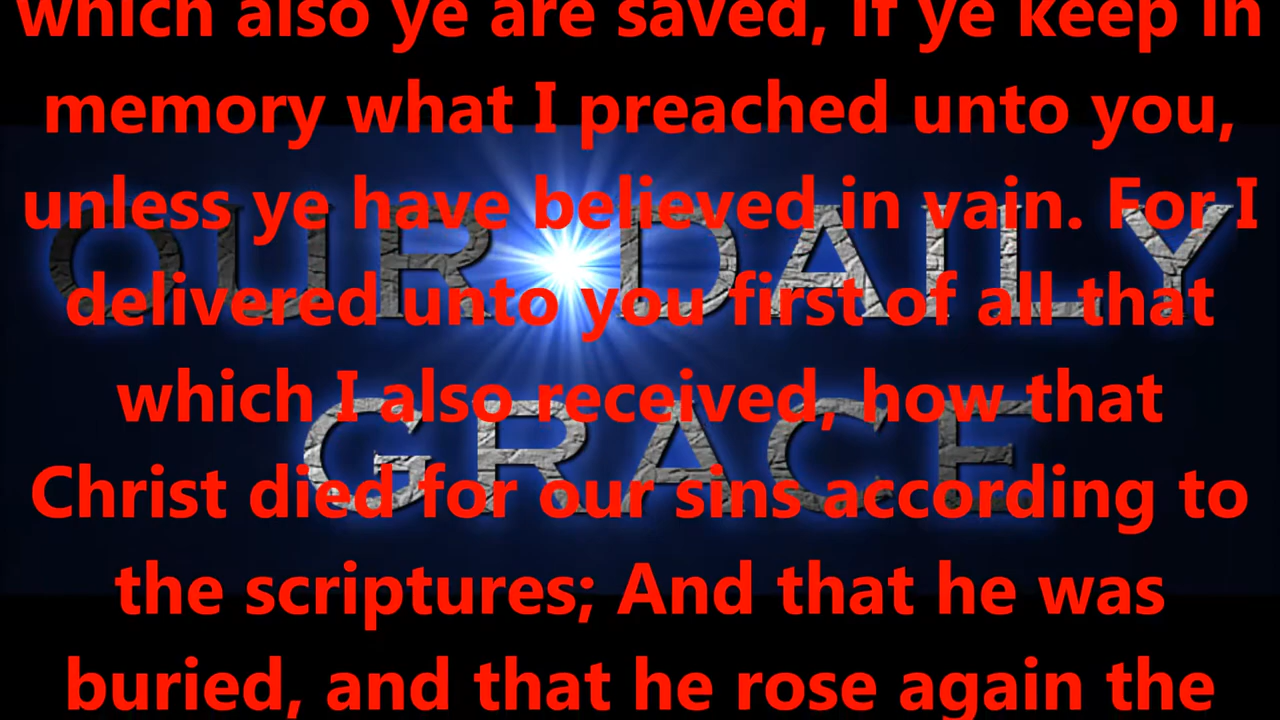 which also ye are saved, if ye keep in
memory what I preached unto you,
unless ye have believed in vain. For I
delivered unto you first of all that
which I also received, how that
Christ died for our sins according to
the scriptures; And that he was
buried, and that he rose again the
OUR DAILY
GRACE